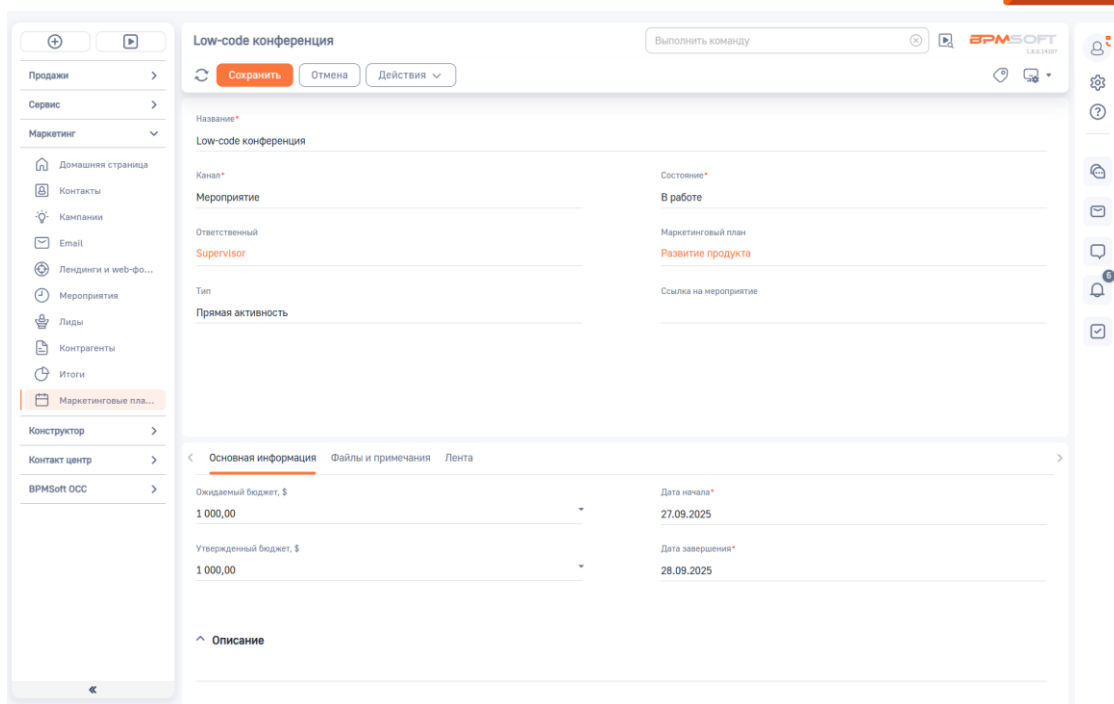 Low-code конференция
Выполнить команду
BPMSOFT
1.8.0.14107
Сохранить
Отмена
Действия
Продажи
Сервис
Маркетинг
Домашняя страница
Контакты
Кампании
Email
Лендинги и web-фо...
Мероприятия
Лиды
Контрагенты
Итоги
Маркетинговые пла...
Конструктор
Контакт центр
BPMSoft OCC
Название*
Low-code конференция
Канал*
Мероприятие
Состояние*
В работе
Ответственный
Supervisor
Маркетинговый план
Развитие продукта
Тип
Прямая активность
Ссылка на мероприятие
6
Основная информация
Файлы и примечания
Лента
Ожидаемый бюджет, $
1 000,00
Дата начала*
27.09.2025
Утвержденный бюджет, $
1 000,00
Дата завершения*
28.09.2025
Описание